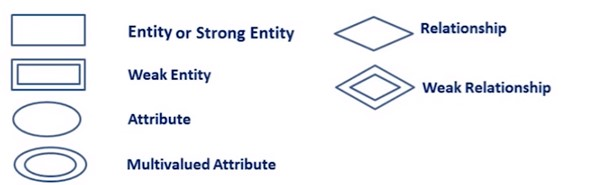 Entity or Strong Entity
Relationship
Weak Entity
Weak Relationship
Attribute
Multivalued Attribute